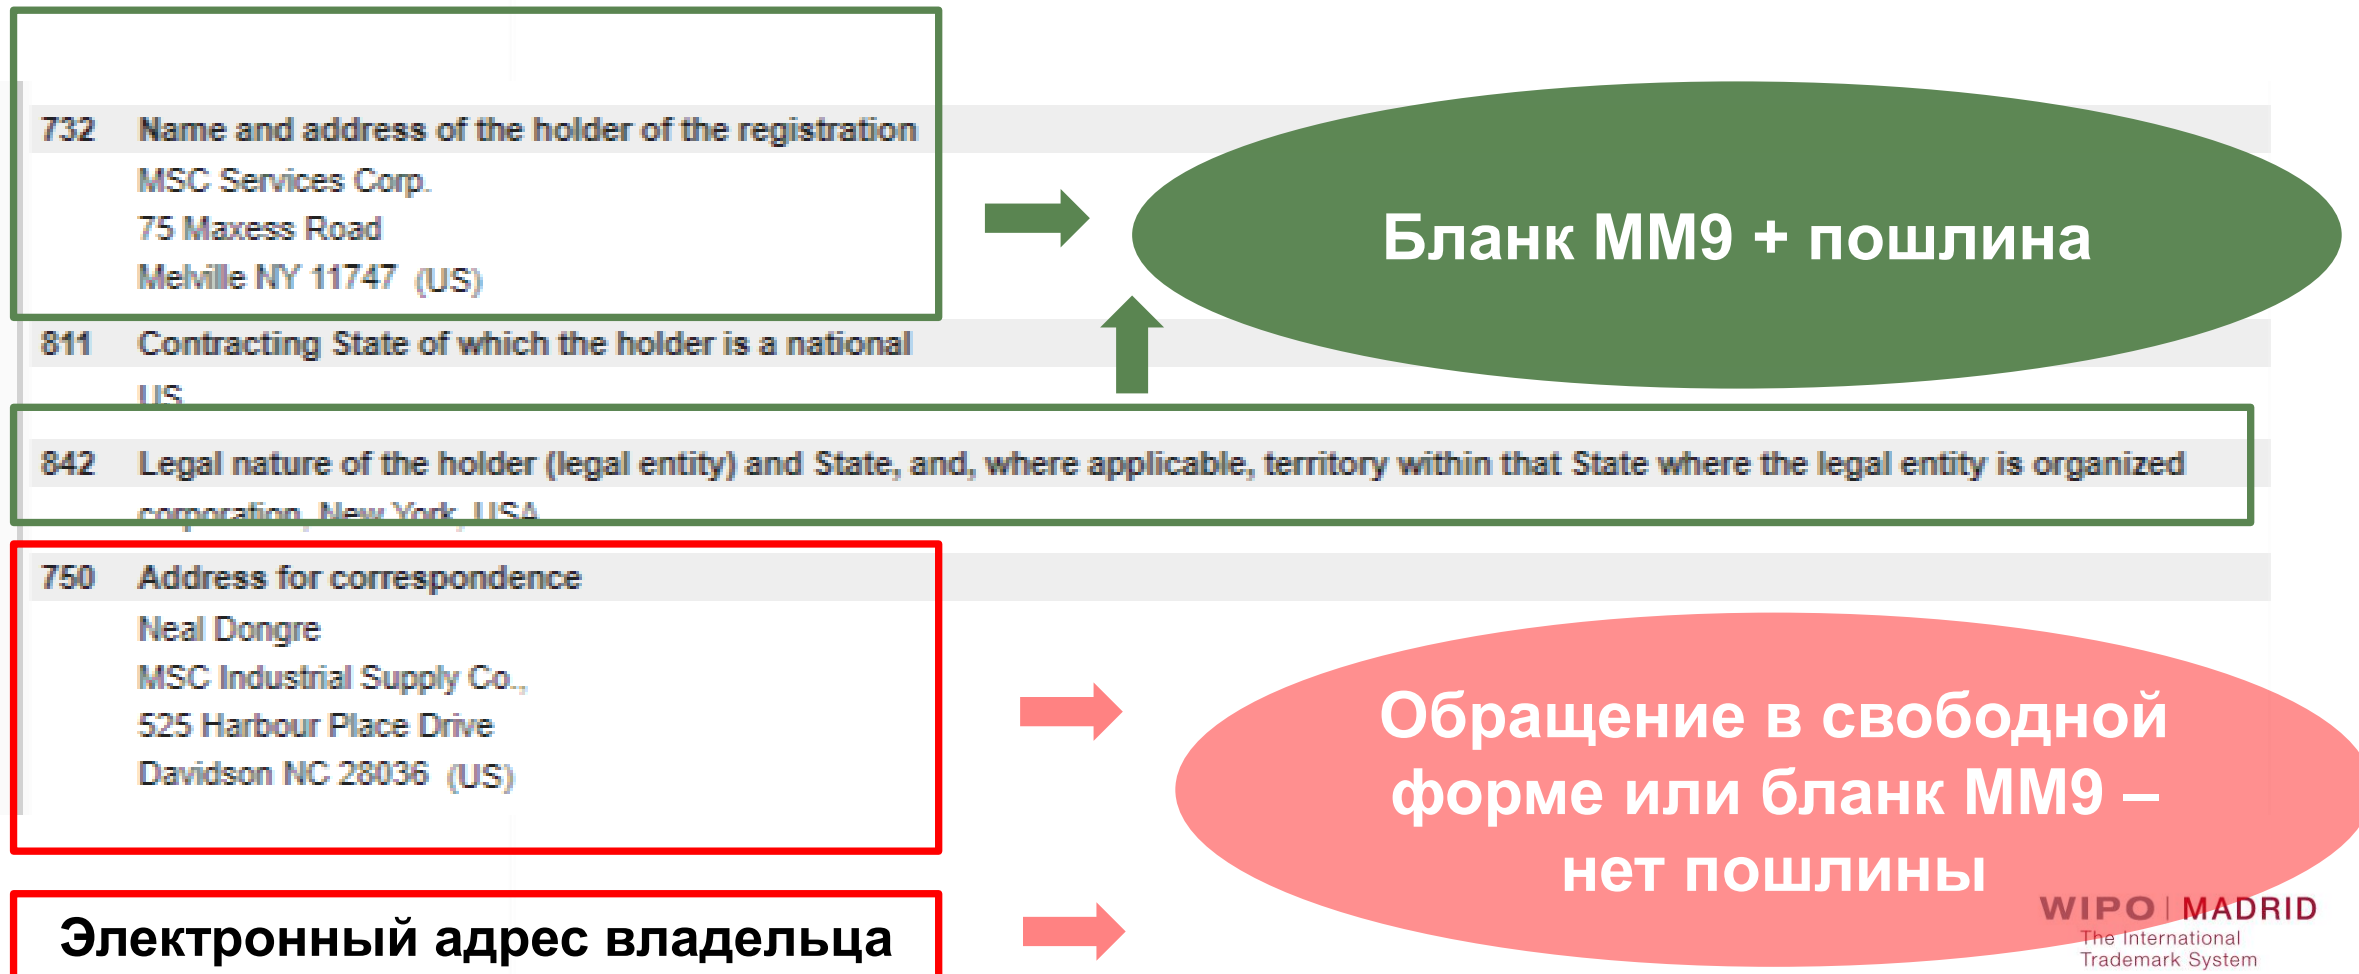 732 Name and address of the holder of the registration
MSC Services Corp.
75 Maxess Road
Melville NY 11747 (US)
Бланк MM9 + пошлина
811 Contracting State of which the holder is a national
US
842 Legal nature of the holder (legal entity) and State, and, where applicable, territory within that State where the legal entity is organized
corporation, New York, USA
750 Address for correspondence
Neal Dongre
MSC Industrial Supply Co.,
525 Harbour Place Drive
Davidson NC 28036 (US)
Обращение в свободной
форме или бланк MM9 –
нет пошлины
Электронный адрес владельца
WIPO | MADRID
The International
Trademark System